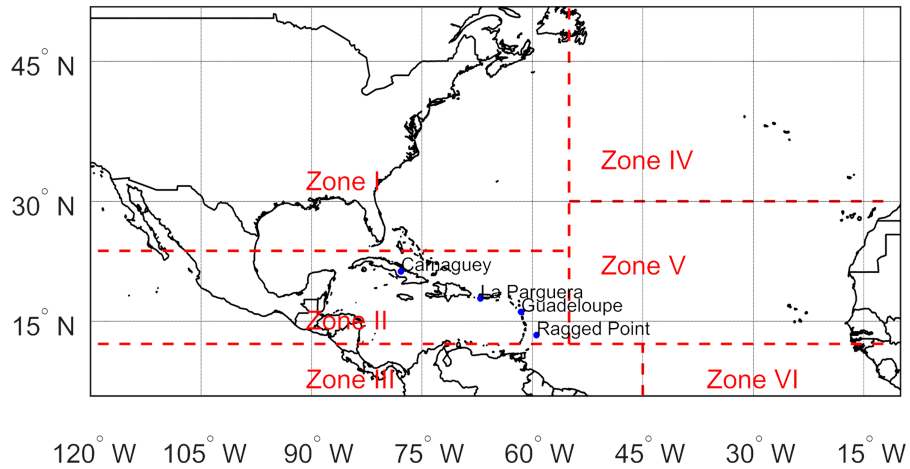 45° N
Zone IV
Zone I
30° N
Zone V
Camaguey
La Parguera
Guadeloupe
15° N
Zone II
Ragged Point
Zone III
Zone VI
120° W 105° W 90° W 75° W 60° W 45° W 30° W 15° W